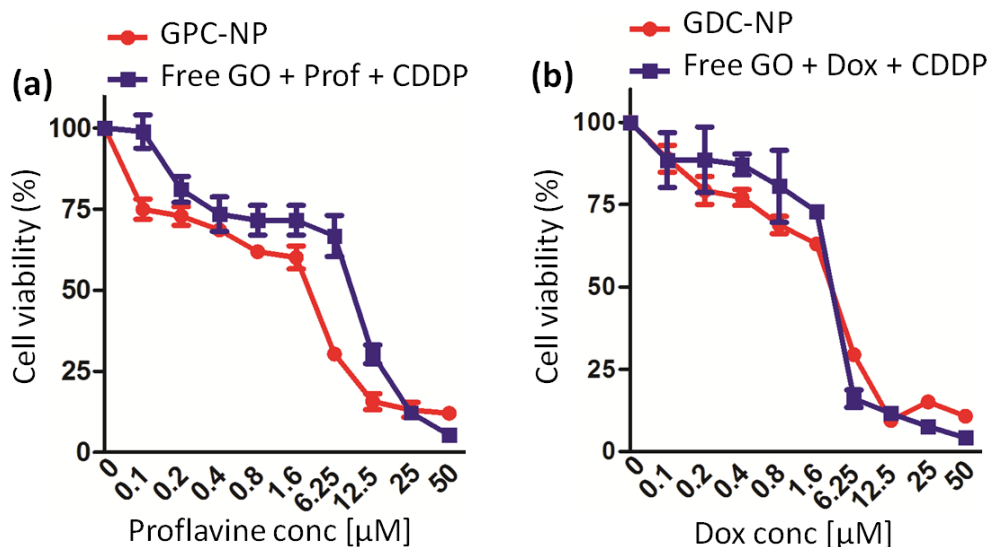 (a)
GPC-NP
Free GO + Prof + CDDP
Cell viability (%)
100
75
50
25
0
0 0.1 0.2 0.4 0.8 1.6 6.25 12.5 25 50
Proflavine conc [µM]
(b)
GDC-NP
Free GO + Dox + CDDP
Cell viability (%)
100
75
50
25
0
0 0.1 0.2 0.4 0.8 1.6 6.25 12.5 25 50
Dox conc [µM]